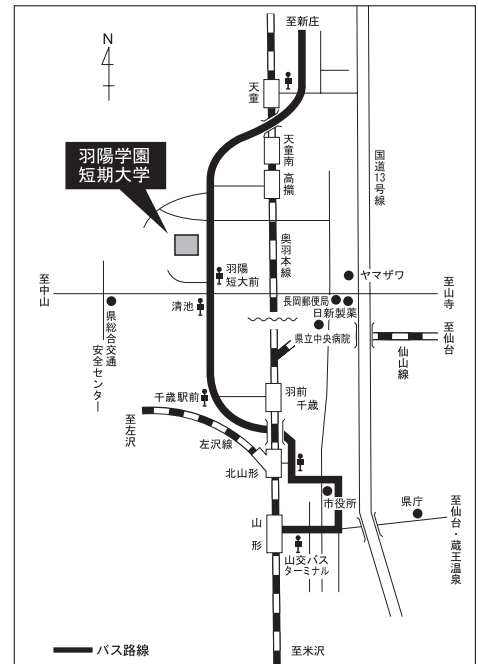 至新庄
N
天童
羽陽学園
短期大学
天童南
高擶
国道13号線
奥羽本線
羽陽
短大前
ヤマザワ
至中山
長岡郵便局
至山寺
清池
日新製薬
県総合交通
安全センター
県立中央病院
至仙台
仙山線
千歳駅前
羽前
千歳
至左沢
左沢線
北山形
市役所
県庁
至仙台・蔵王温泉
山形
山交バス
ターミナル
バス路線
至米沢